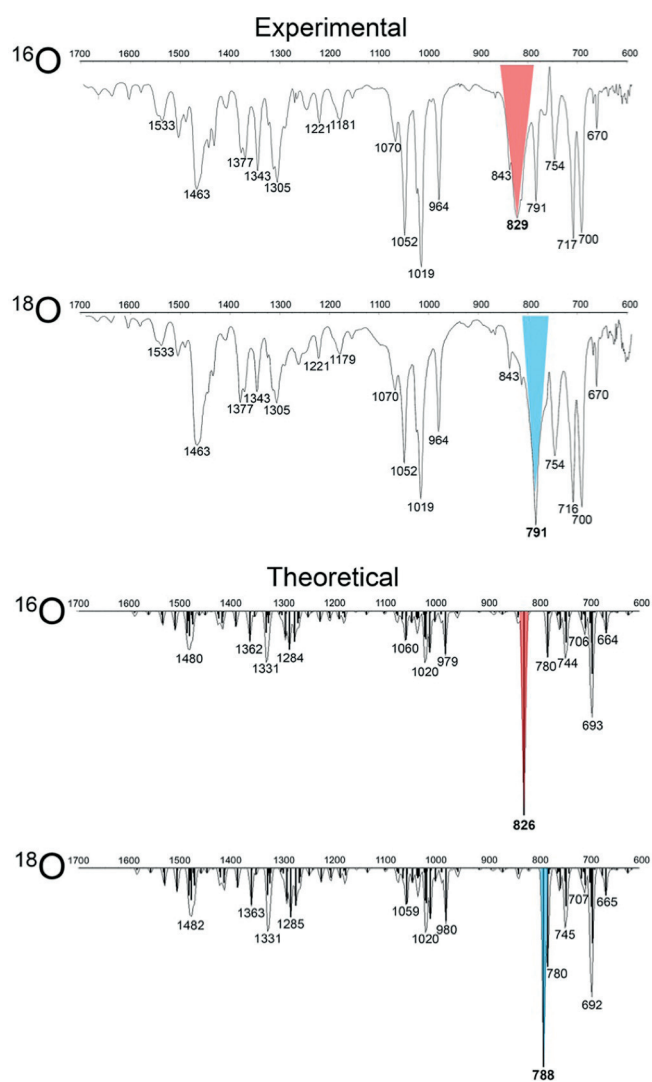 Experimental
16O
1700 1600 1500 1400 1300 1200 1100 1000 900 800 700 600
1533 1463 1377 1343 1305 1221 1181 1070 1052 1019 964 843 829 791 754 717 700 670
18O
1700 1600 1500 1400 1300 1200 1100 1000 900 800 700 600
1533 1463 1377 1343 1305 1221 1179 1070 1052 1019 964 843 791 754 716 700 670
Theoretical
16O
1700 1600 1500 1400 1300 1200 1100 1000 900 800 700 600
1480 1362 1331 1284 1060 1020 979 826 780 744 706 693 664
18O
1700 1600 1500 1400 1300 1200 1100 1000 900 800 700 600
1482 1363 1331 1285 1059 1020 980 788 780 745 707 692 665